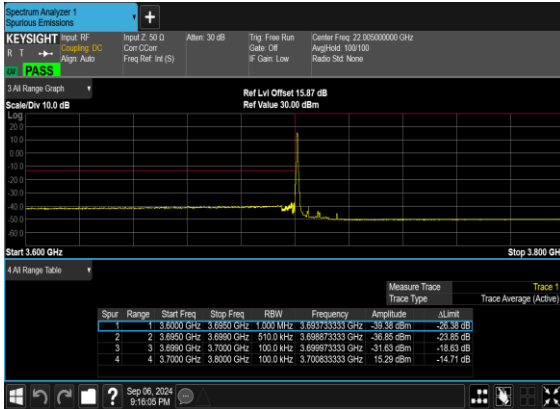 Spectrum Analyzer 1
Spurious Emissions
+
KEYSIGHT Input: RF Input Z: 50 Ω Atten: 30 dB Trig: Free Run Center Freq: 22.005000000 GHz
R T Coupling: DC Corr CCorr Gate: Off Avg|Hold: 100/100
Align: Auto Freq Ref: Int (S) IF Gain: Low Radio Std: None
PASS
3 All Range Graph
Ref Lvl Offset 15.87 dB
Scale/Div 10.0 dB Ref Value 30.00 dBm
Log
20.0
10.0
0.00
-10.0
-20.0
-30.0
-40.0
-50.0
-60.0
Start 3.600 GHz Stop 3.800 GH
4 All Range Table
Measure Trace Trace 1
Trace Type Trace Average (Active)
Spur Range Start Freq Stop Freq RBW Frequency Amplitude ΔLimit
1 1 3.6000 GHz 3.6950 GHz 1.000 MHz 3.693733333 GHz -39.38 dBm -26.38 dB
2 2 3.6950 GHz 3.6990 GHz 510.0 kHz 3.698873333 GHz -36.85 dBm -23.85 dB
3 3 3.6990 GHz 3.7000 GHz 100.0 kHz 3.699973333 GHz -31.63 dBm -18.63 dB
4 4 3.7000 GHz 3.8000 GHz 100.0 kHz 3.700833333 GHz 15.29 dBm -14.71 dB
? Sep 06, 2024
9:16:05 PM